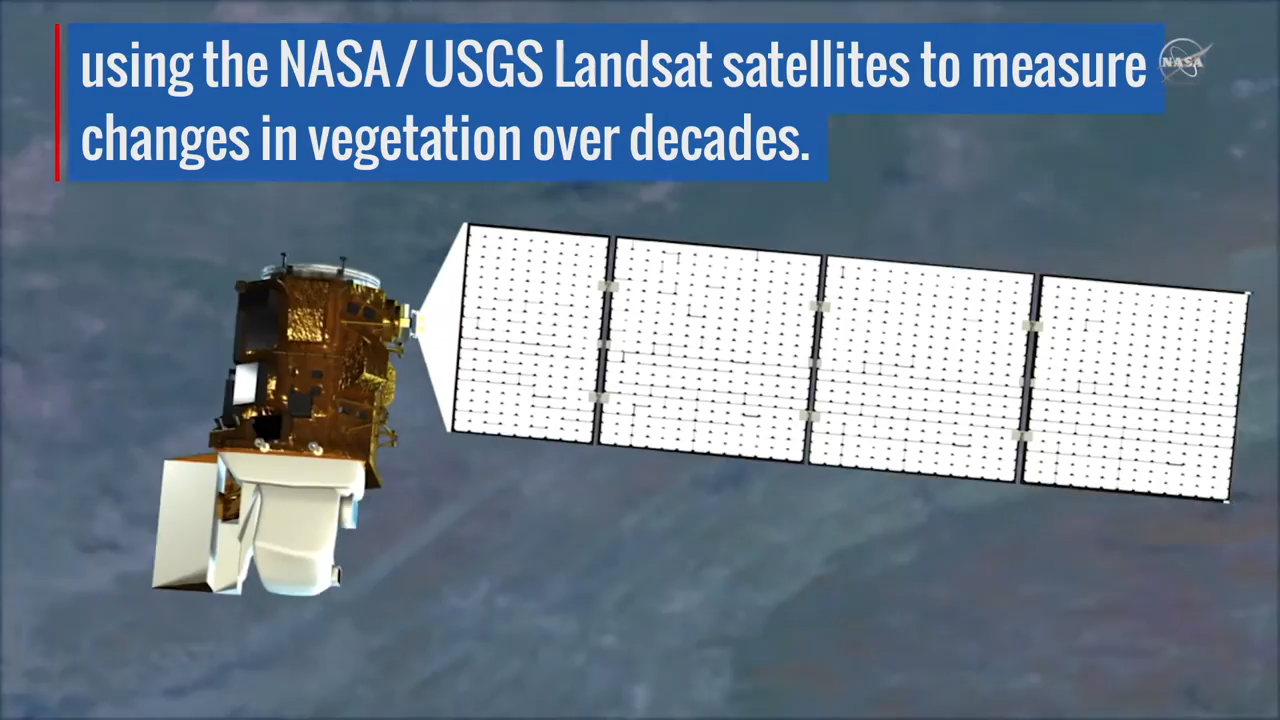 using the NASA/USGS Landsat satellites to measure
NASA
changes in vegetation over decades.